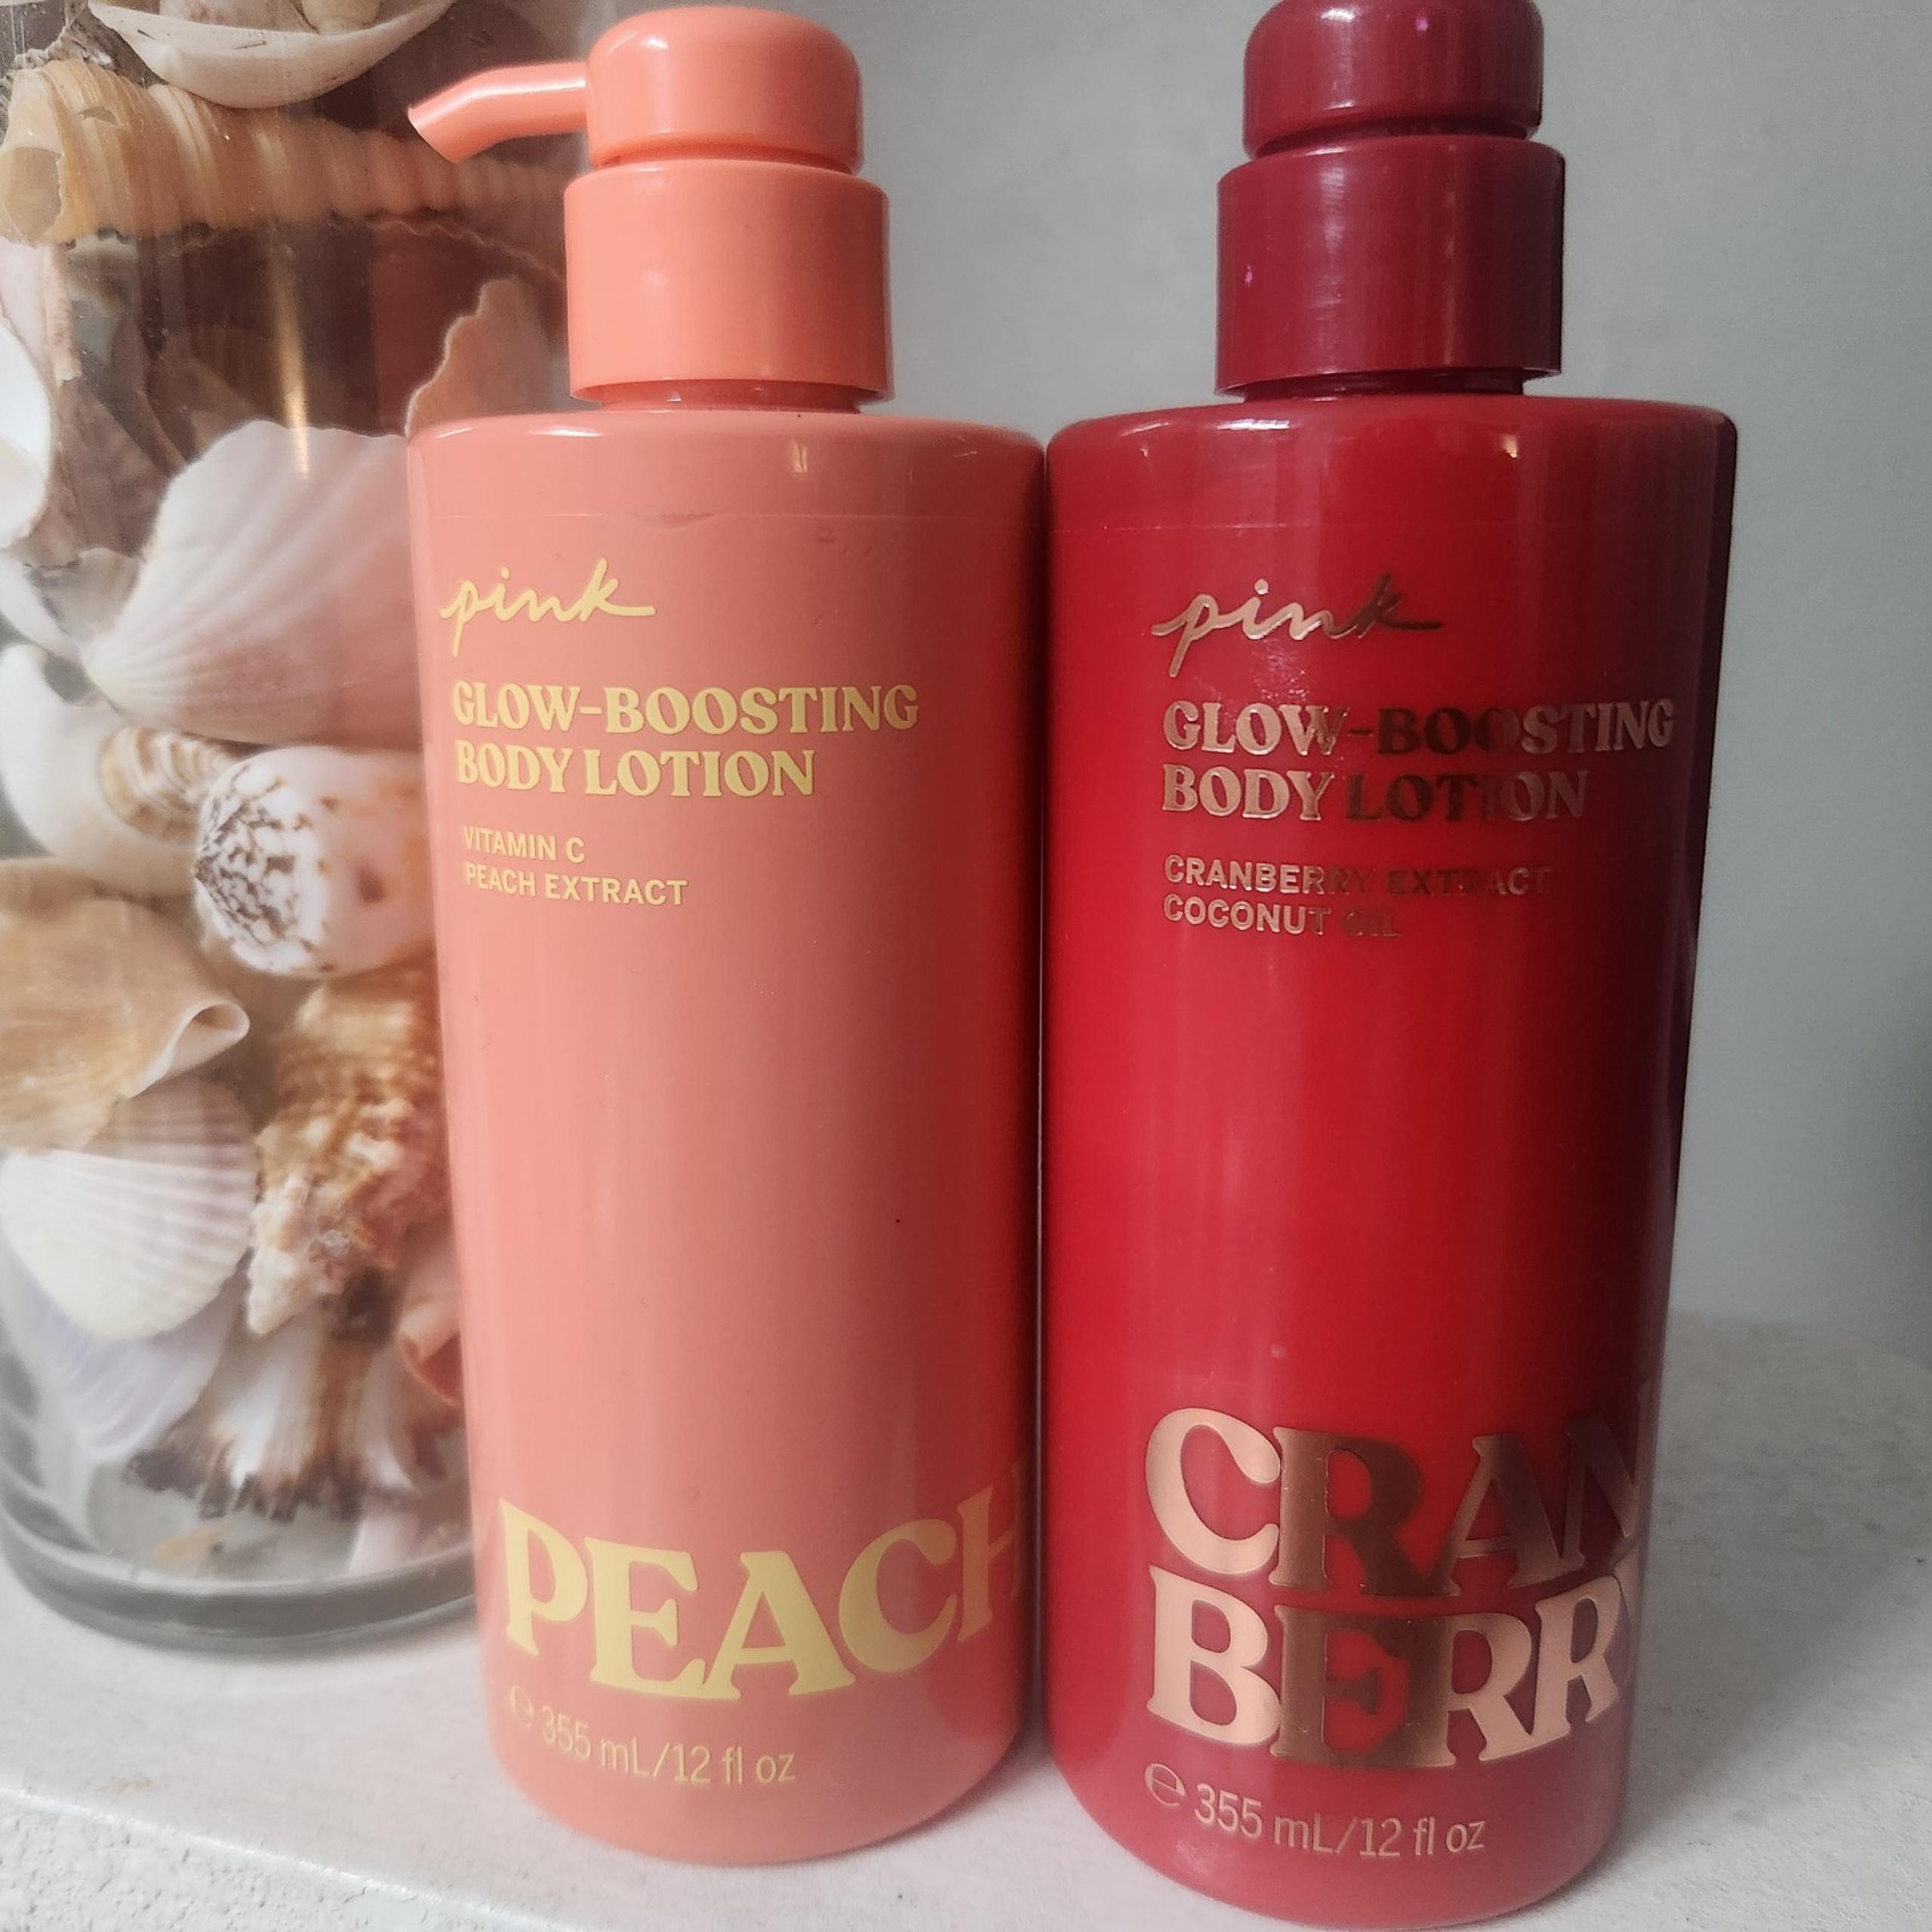 pink
GLOW-BOOSTING
BODY LOTION
VITAMIN C
PEACH EXTRACT
PEACH
℮ 355 mL/12 fl oz
pink
GLOW-BOOSTING
BODY LOTION
CRANBERRY EXTRACT
COCONUT OIL
CRAN
BERRY
℮ 355 mL/12 fl oz